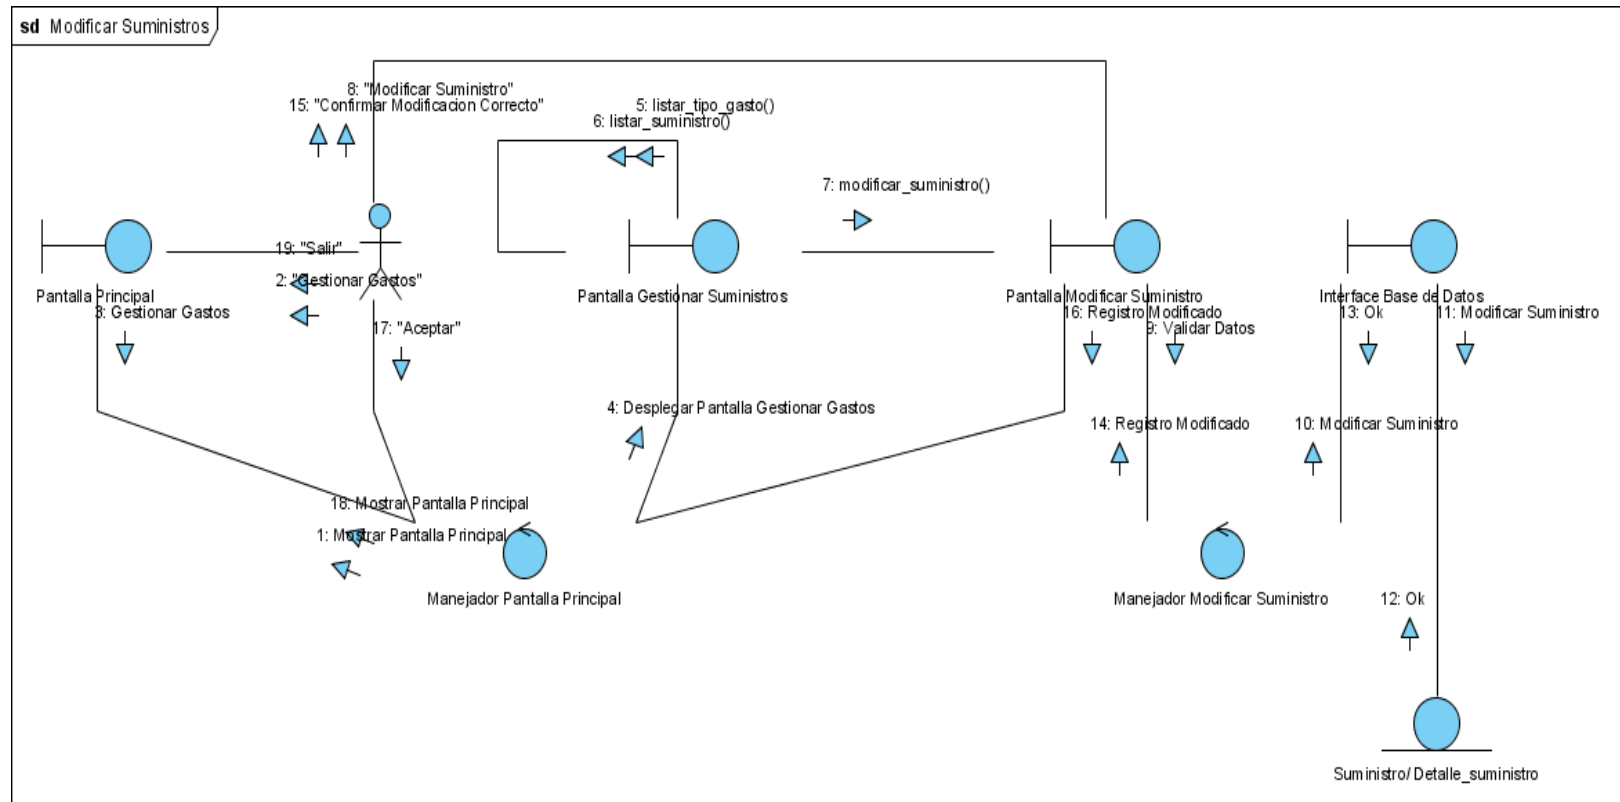 sd Modificar Suministros
8: "Modificar Suministro"
15: "Confirmar Modificacion Correcto"
5: listar_tipo_gasto()
6: listar_suministro()
7: modificar_suministro()
19: "Salir"
2: "Gestionar Gastos"
Pantalla Principal
3: Gestionar Gastos
17: "Aceptar"
Pantalla Gestionar Suministros
Pantalla Modificar Suministro
16: Registro Modificado
9: Validar Datos
Interface Base de Datos
13: Ok
11: Modificar Suministro
4: Desplegar Pantalla Gestionar Gastos
14: Registro Modificado
10: Modificar Suministro
18: Mostrar Pantalla Principal
1: Mostrar Pantalla Principal
Manejador Pantalla Principal
Manejador Modificar Suministro
12: Ok
Suministro/Detalle_suministro